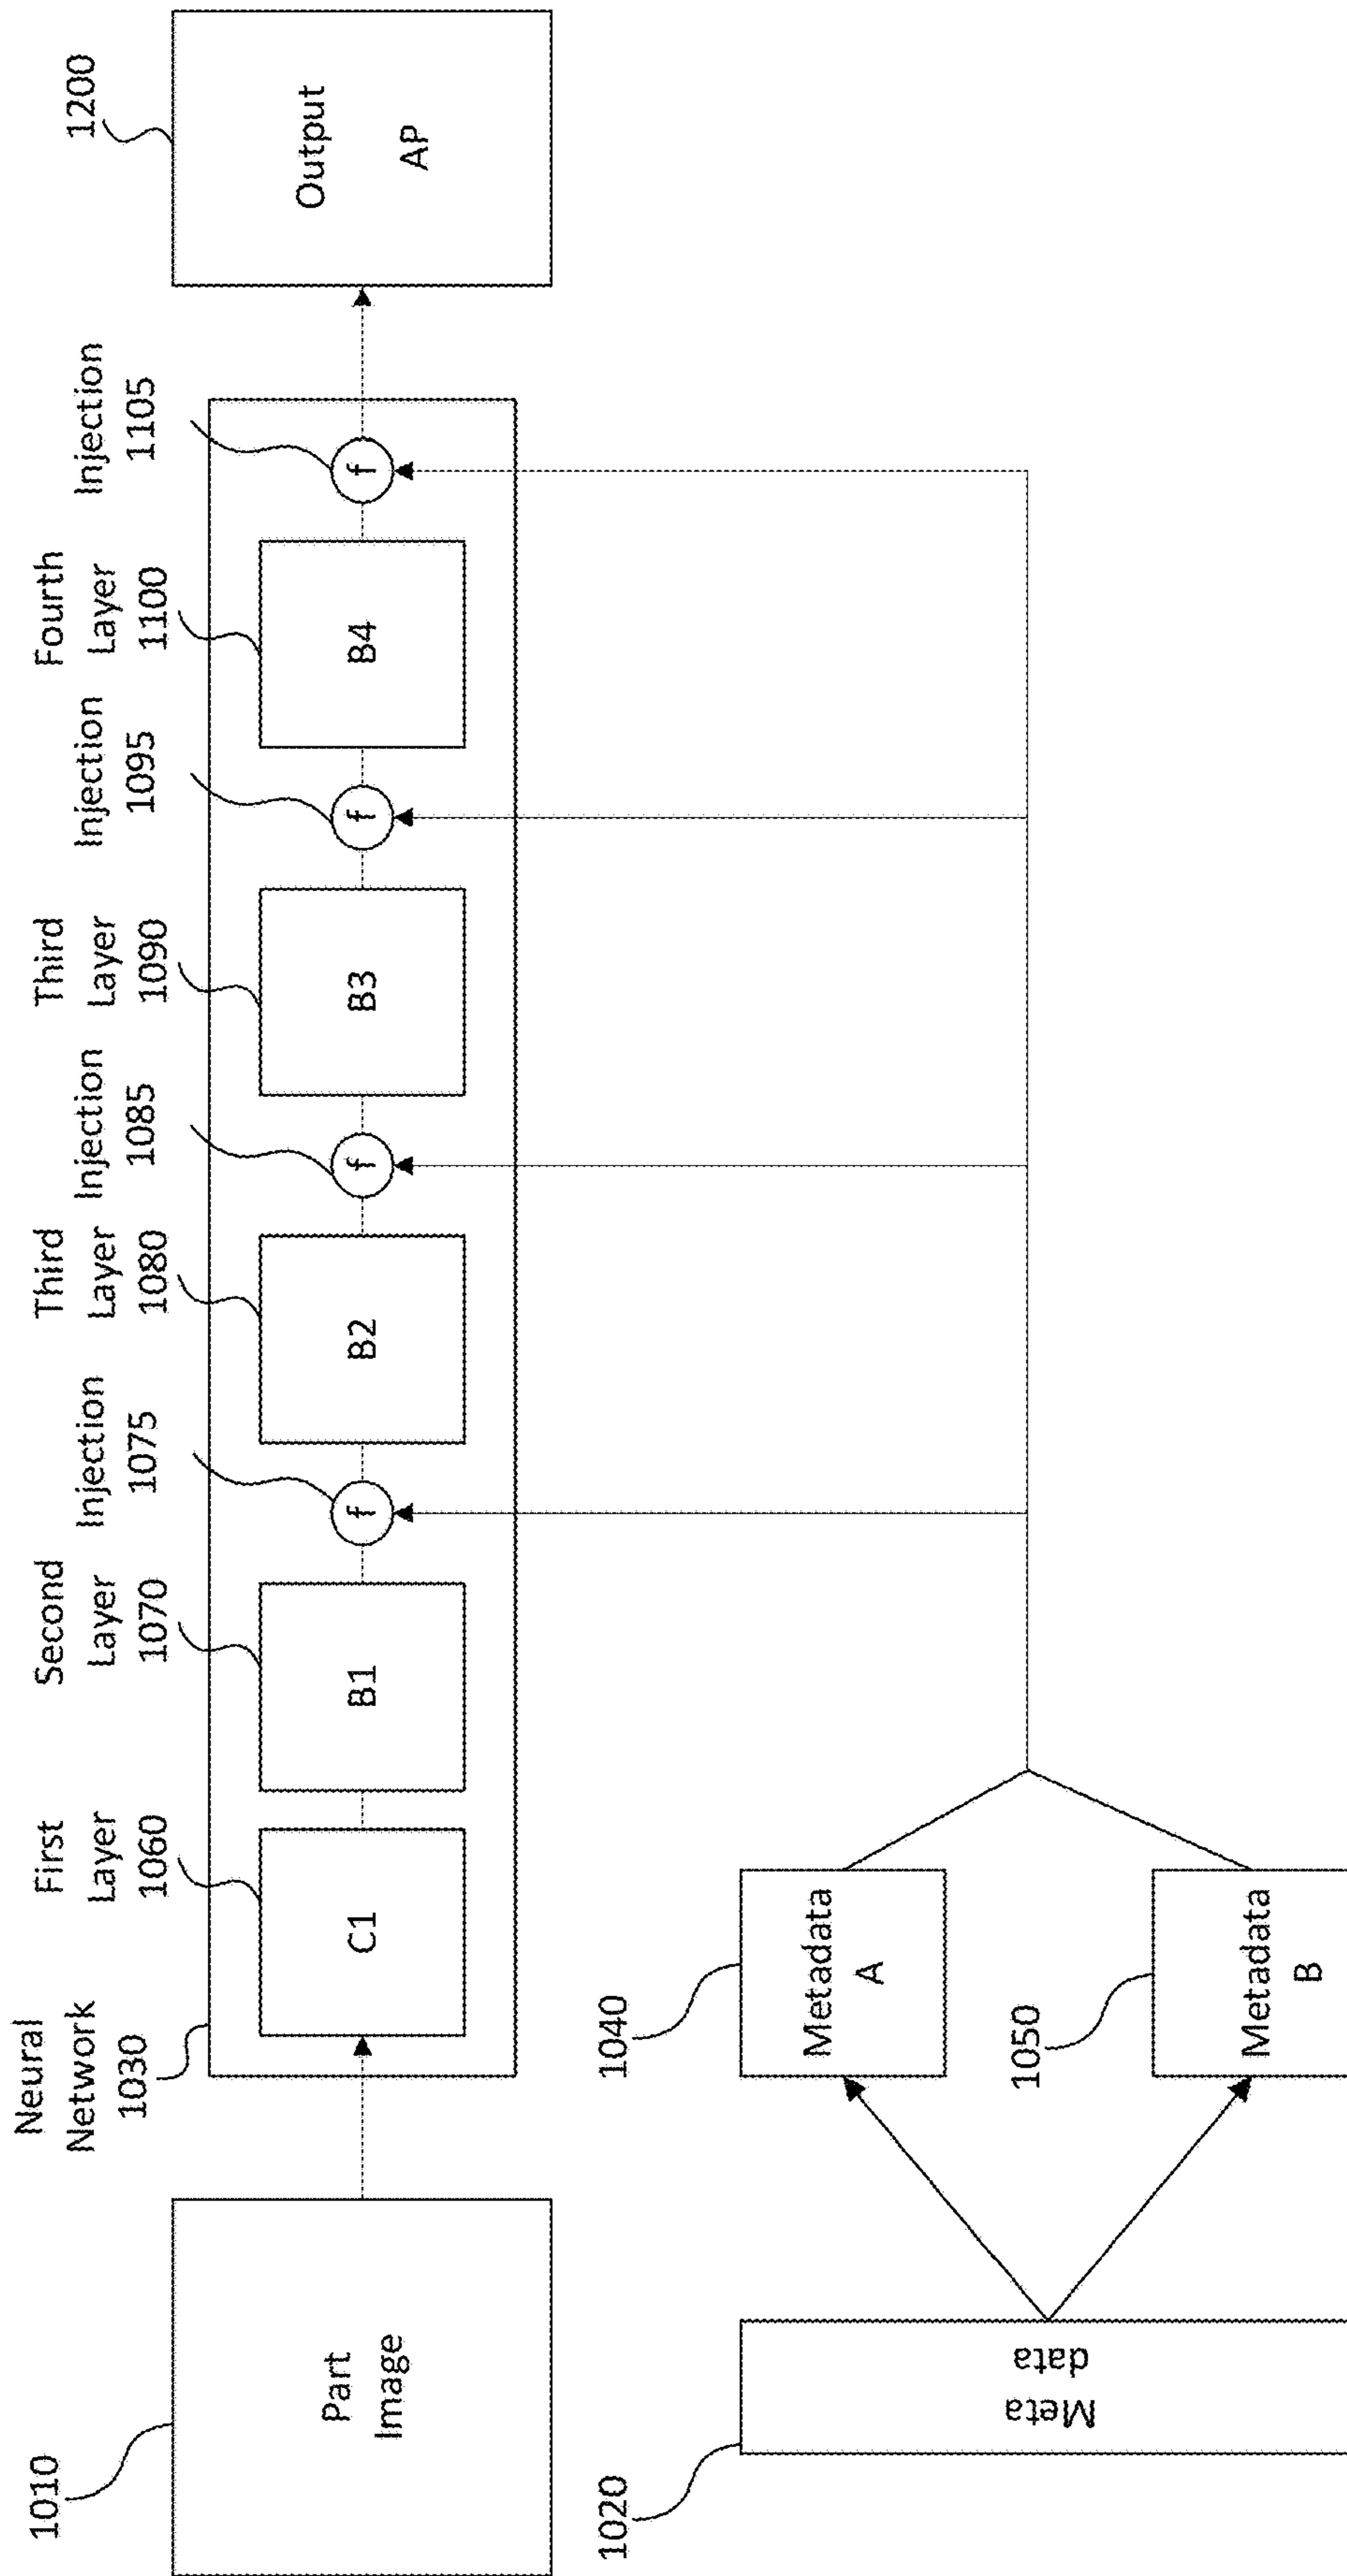 1010
Part
Image
Neural
Network
1030
First
Layer
1060
C1
Second
Layer
1070
B1
Injection
1075
f
Third
Layer
1080
B2
Injection
1085
f
Third
Layer
1090
B3
Injection
1095
f
Fourth
Layer
1100
B4
Injection
1105
f
1200
Output
AP
1020
Meta
data
1040
Metadata
A
1050
Metadata
B